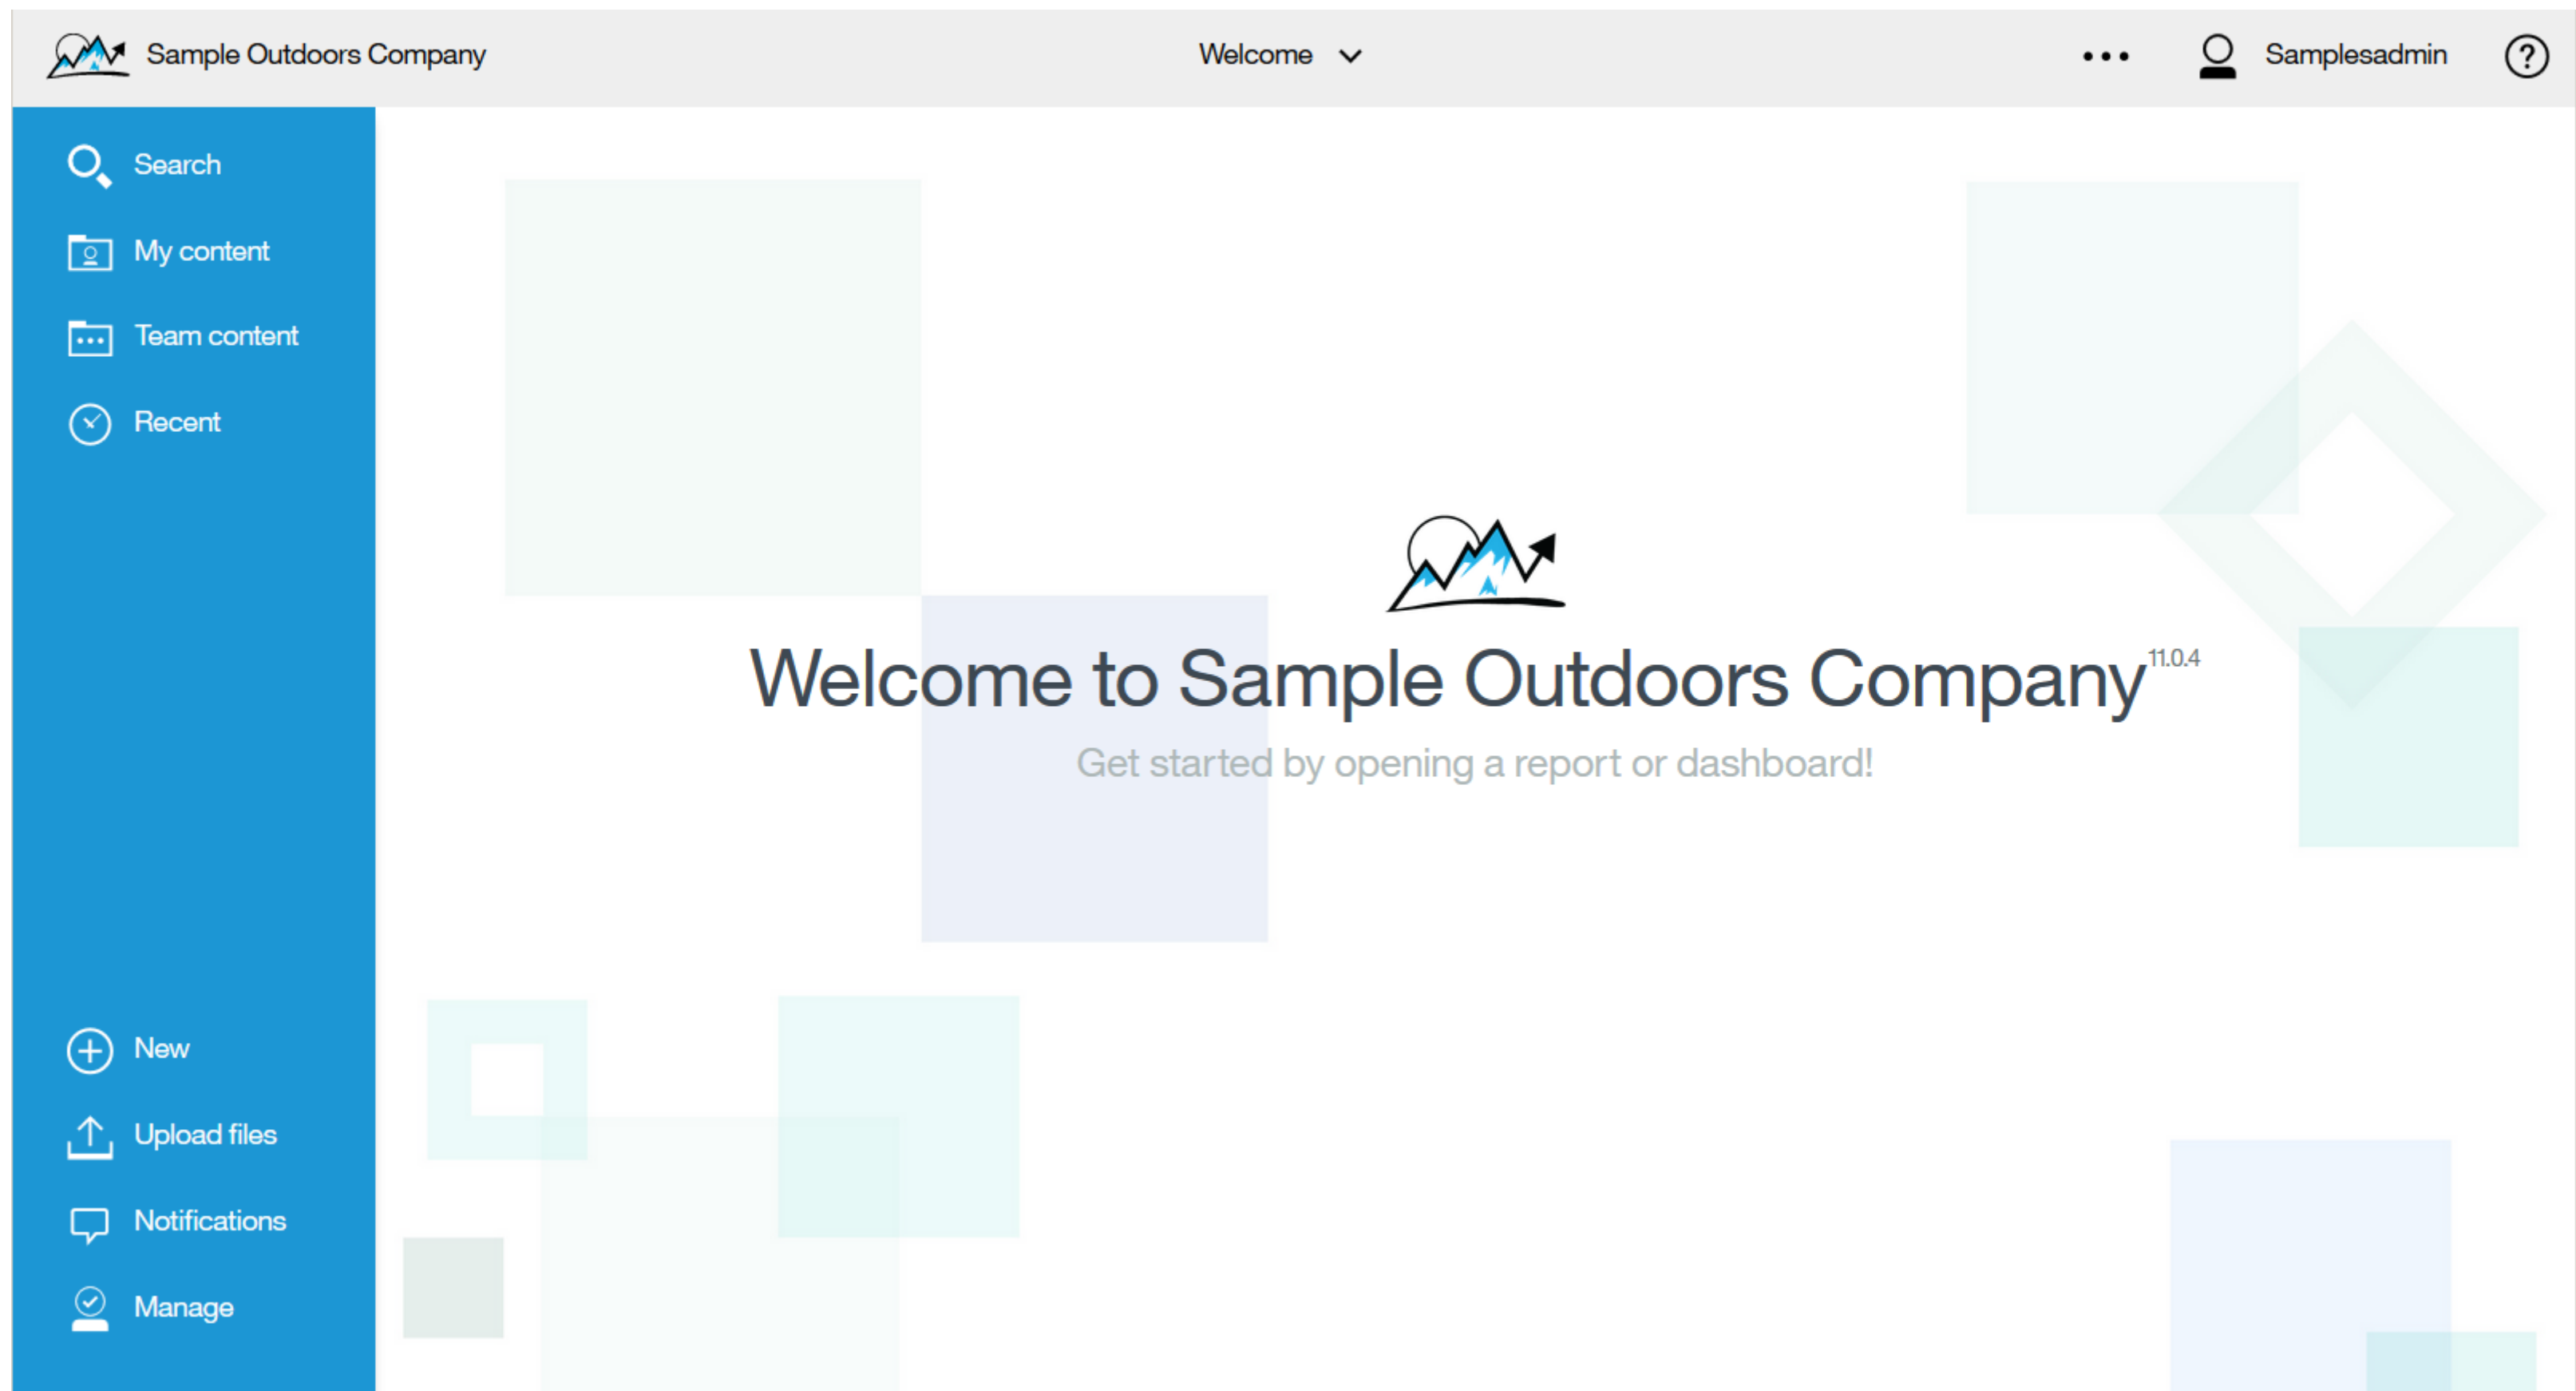 Sample Outdoors Company
Welcome
Samplesadmin
?
Search
My content
Team content
Recent
Welcome to Sample Outdoors Company 11.0.4
Get started by opening a report or dashboard!
New
Upload files
Notifications
Manage